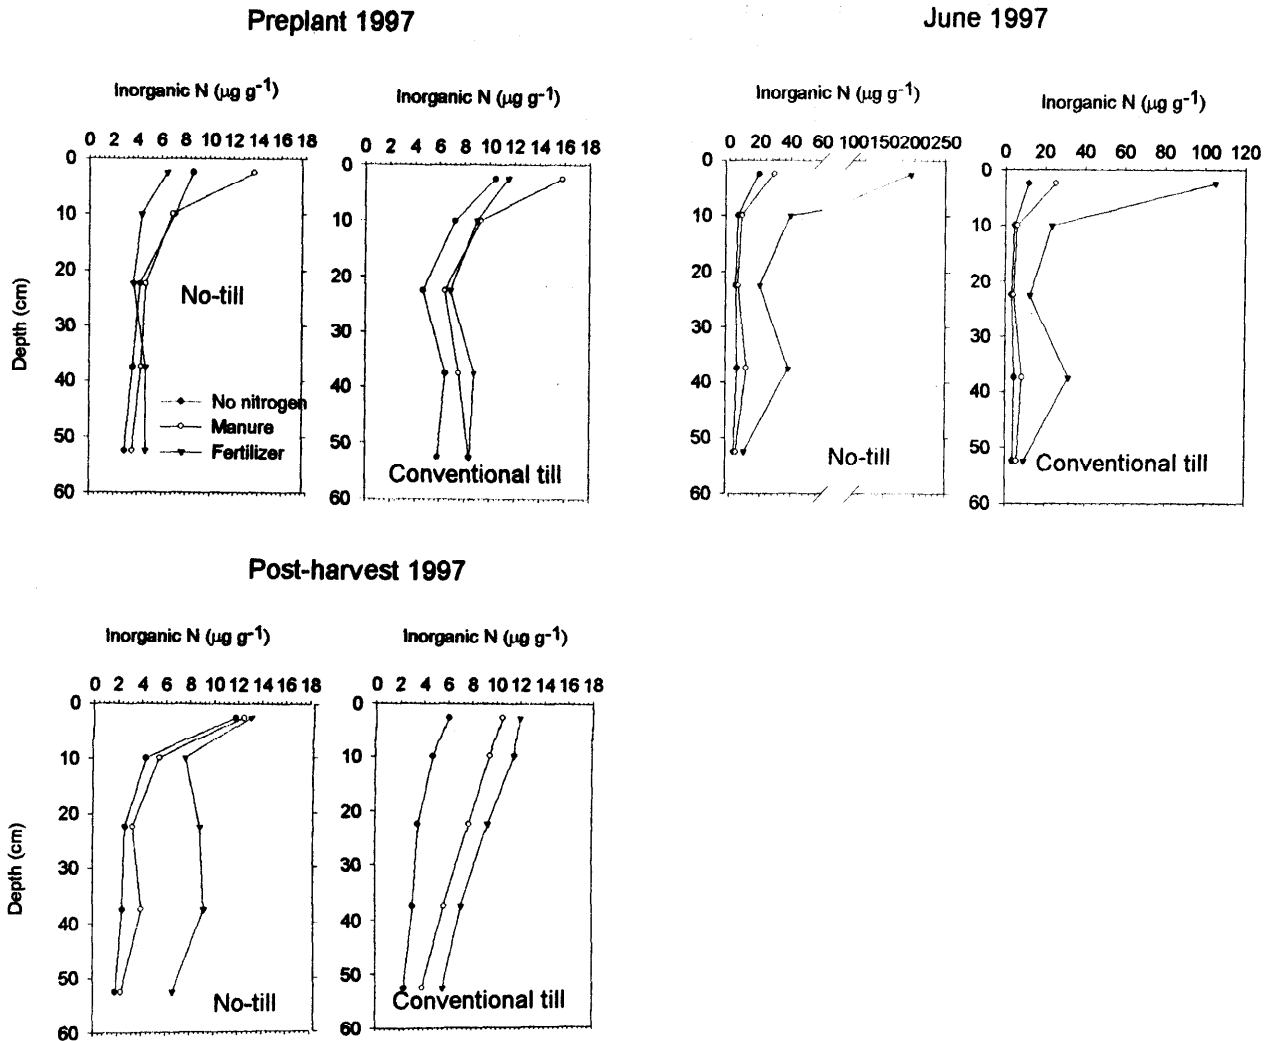 Preplant 1997
June 1997
Inorganic N (μg g-1)
Inorganic N (μg g-1)
Inorganic N (μg g-1)
Inorganic N (μg g-1)
0 2 4 6 8 10 12 14 16 18
0 2 4 6 8 10 12 14 16 18
0 20 40 60 100 150 200 250
0 20 40 60 80 100 120
0
10
20
30
40
50
60
Depth (cm)
No-till
No nitrogen
Manure
Fertilizer
0
10
20
30
40
50
60
Conventional till
0
10
20
30
40
50
60
No-till
0
10
20
30
40
50
60
Conventional till
Post-harvest 1997
Inorganic N (μg g-1)
Inorganic N (μg g-1)
0 2 4 6 8 10 12 14 16 18
0 2 4 6 8 10 12 14 16 18
0
10
20
30
40
50
60
Depth (cm)
No-till
0
10
20
30
40
50
60
Conventional till